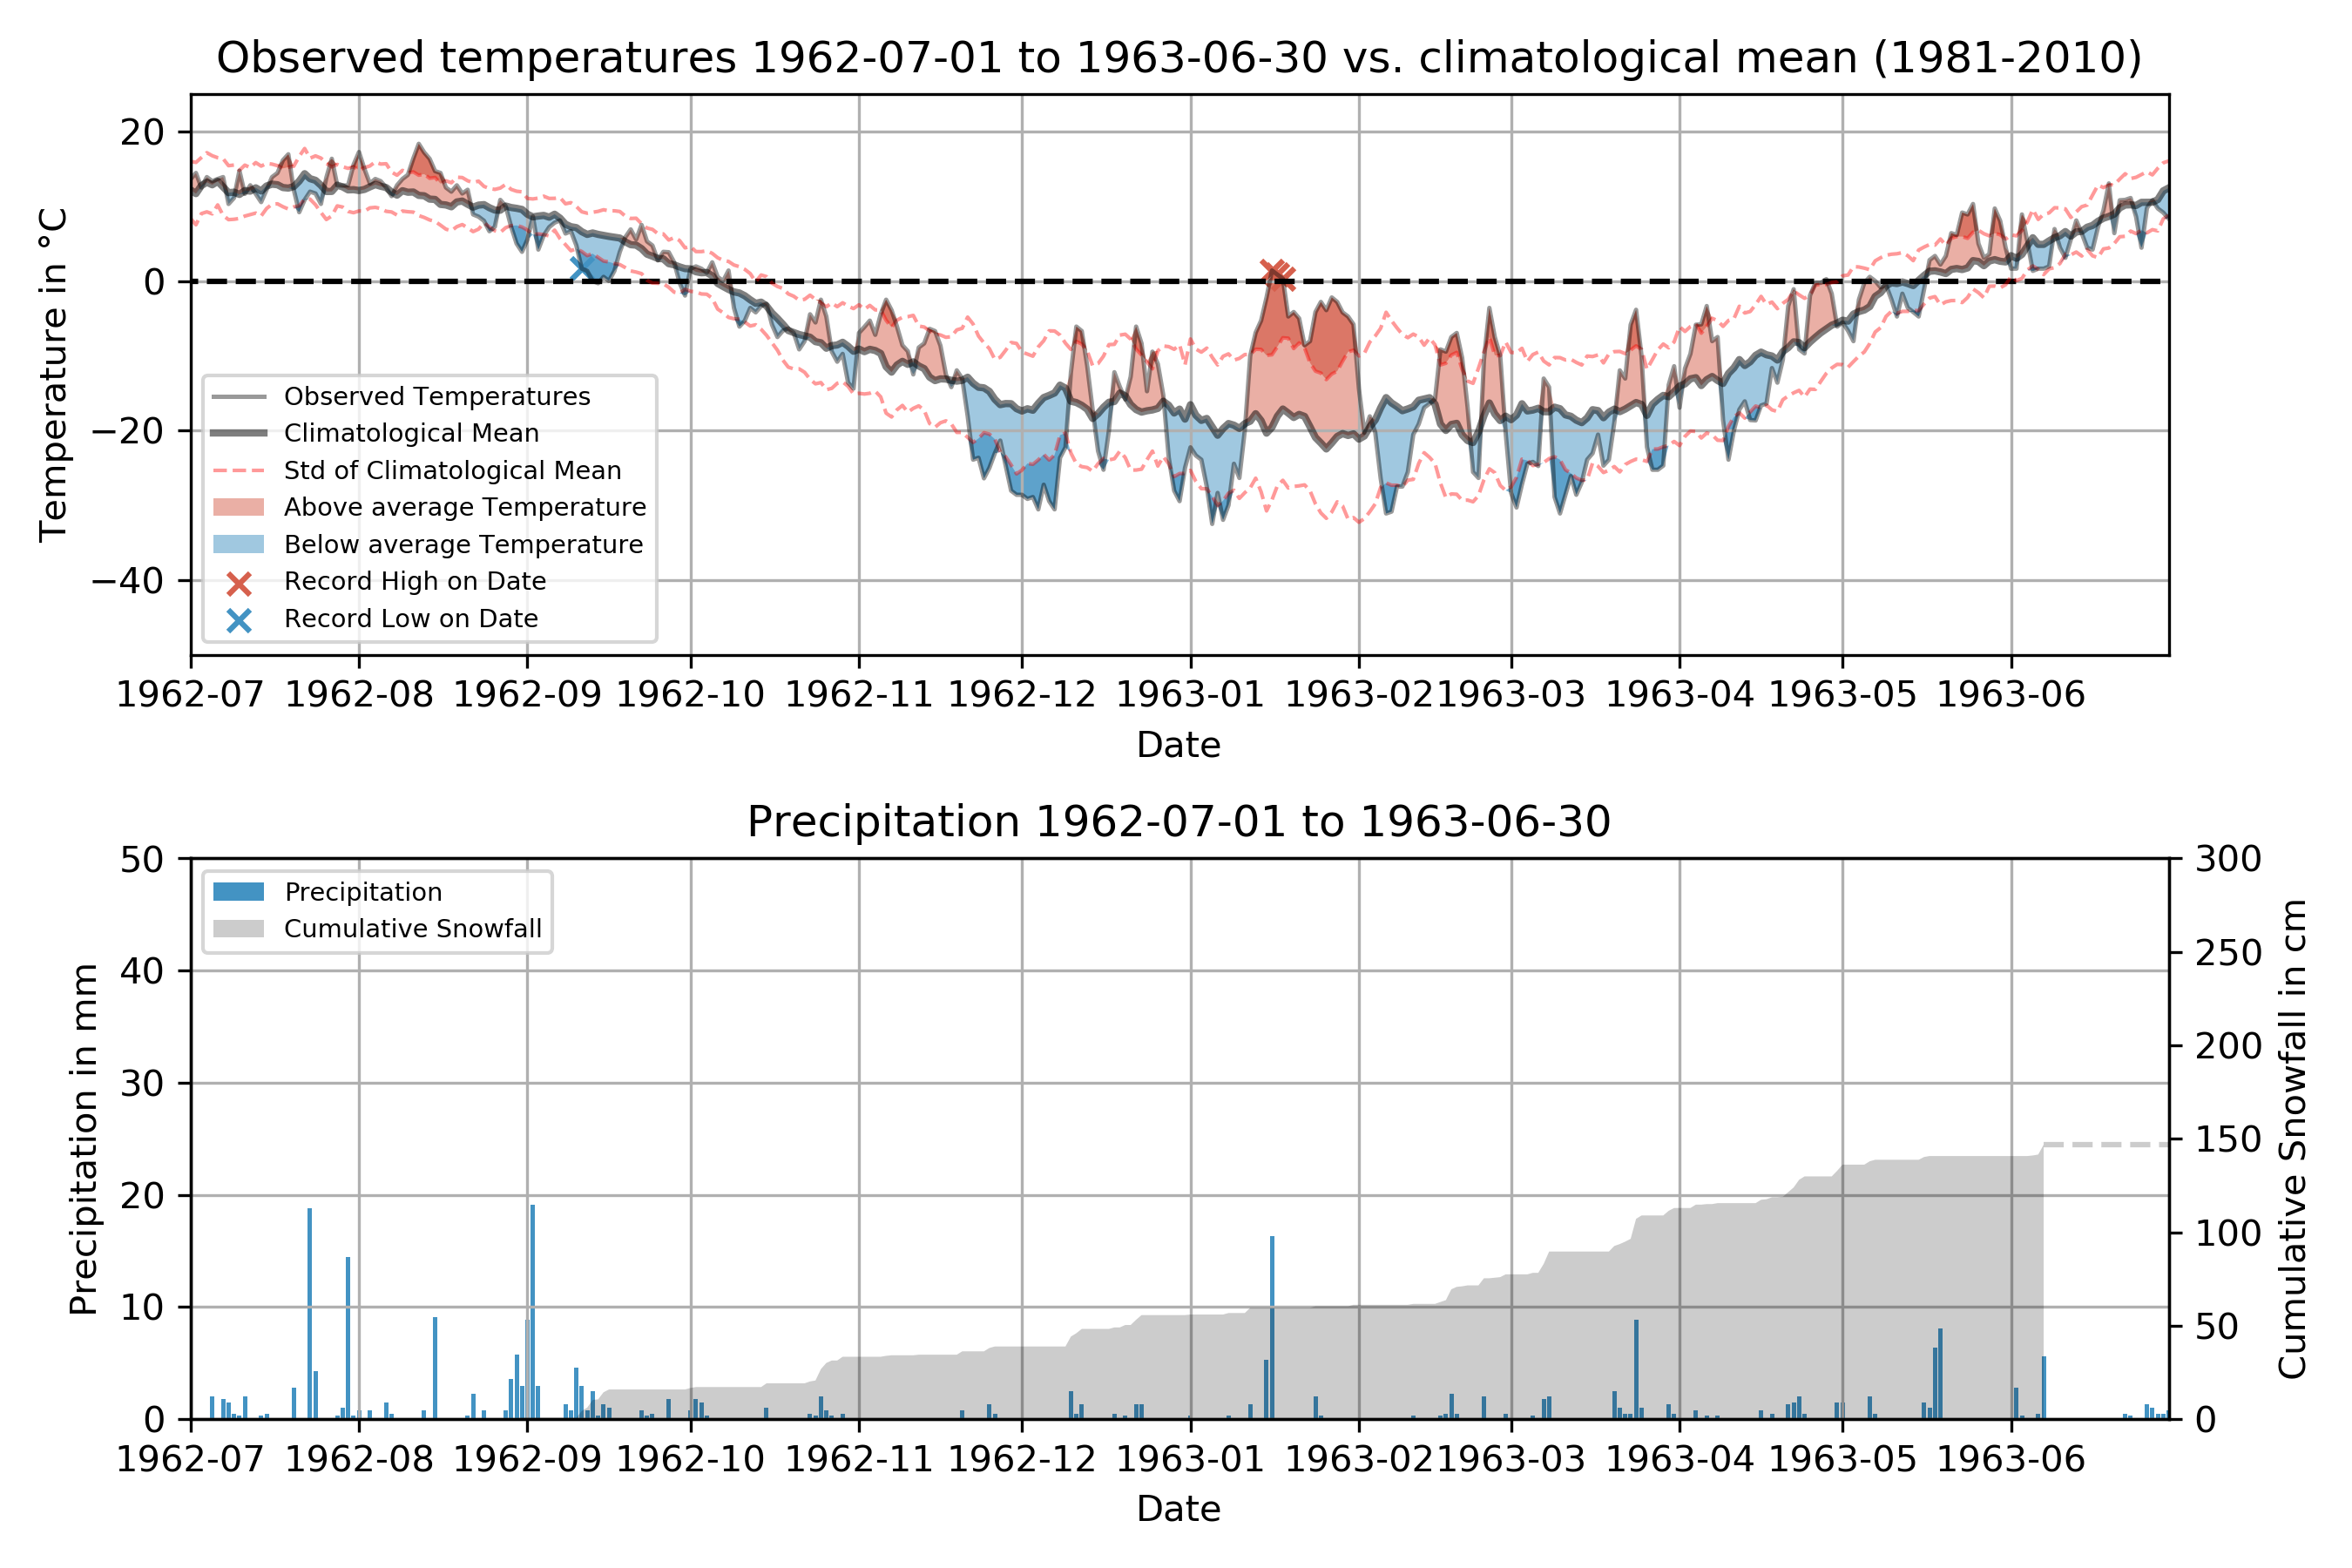 Observed temperatures 1962-07-01 to 1963-06-30 vs. climatological mean (1981-2010)
Temperature in °C
20
0
−20
−40
Observed Temperatures
Climatological Mean
Std of Climatological Mean
Above average Temperature
Below average Temperature
Record High on Date
Record Low on Date
1962-07 1962-08 1962-09 1962-10 1962-11 1962-12 1963-01 1963-02 1963-03 1963-04 1963-05 1963-06
Date
Precipitation 1962-07-01 to 1963-06-30
Precipitation in mm
50
40
30
20
10
0
Precipitation
Cumulative Snowfall
300
250
200
150
100
50
0
Cumulative Snowfall in cm
1962-07 1962-08 1962-09 1962-10 1962-11 1962-12 1963-01 1963-02 1963-03 1963-04 1963-05 1963-06
Date